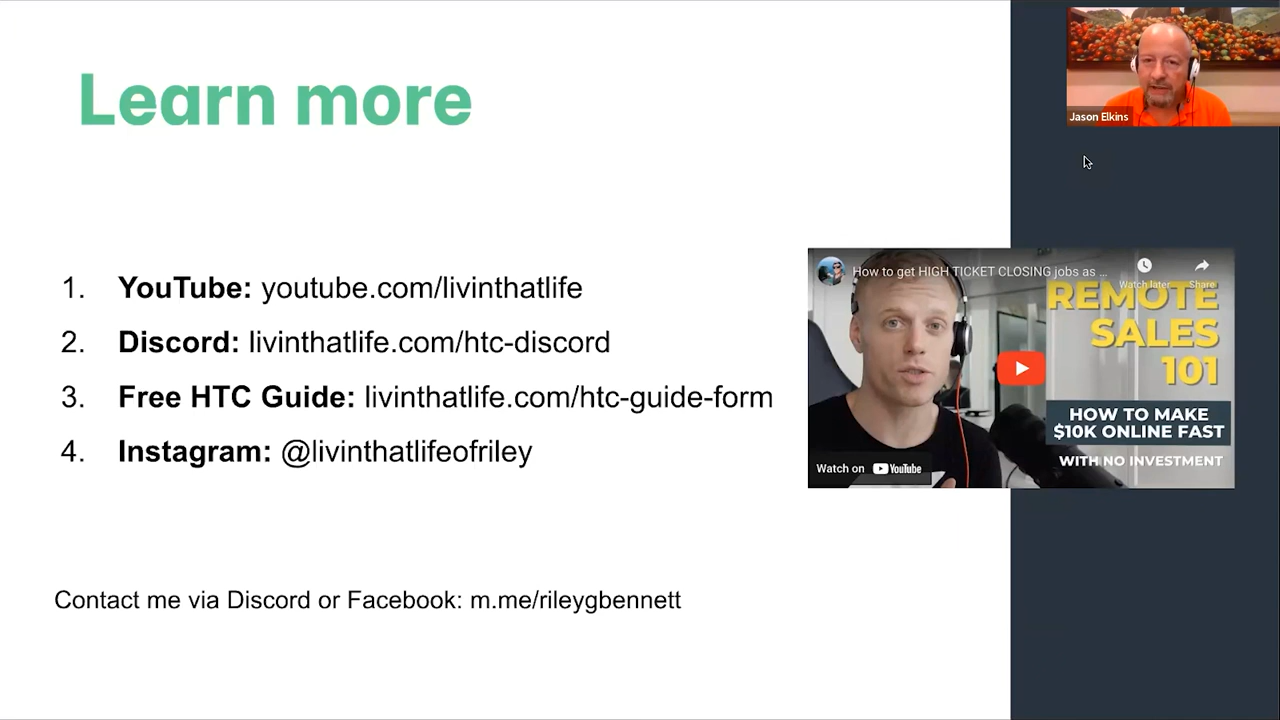 Learn more
Jason Elkins
1. YouTube: youtube.com/livinthatlife
2. Discord: livinthatlife.com/htc-discord
3. Free HTC Guide: livinthatlife.com/htc-guide-form
4. Instagram: @livinthatlifeofriley
How to get HIGH TICKET CLOSING jobs as ...
Watch later
Share
REMOTE
SALES
101
HOW TO MAKE
$10K ONLINE FAST
WITH NO INVESTMENT
Watch on YouTube
Contact me via Discord or Facebook: m.me/rileygbennett